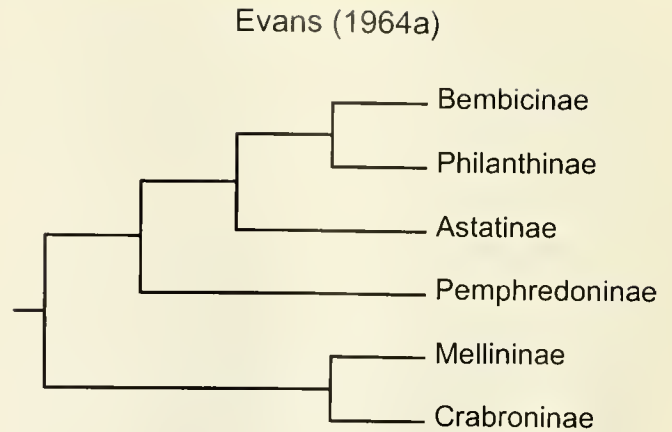 Evans (1964a)
Bembicinae
Philanthinae
Astatinae
Pemphredoninae
Mellininae
Crabroninae